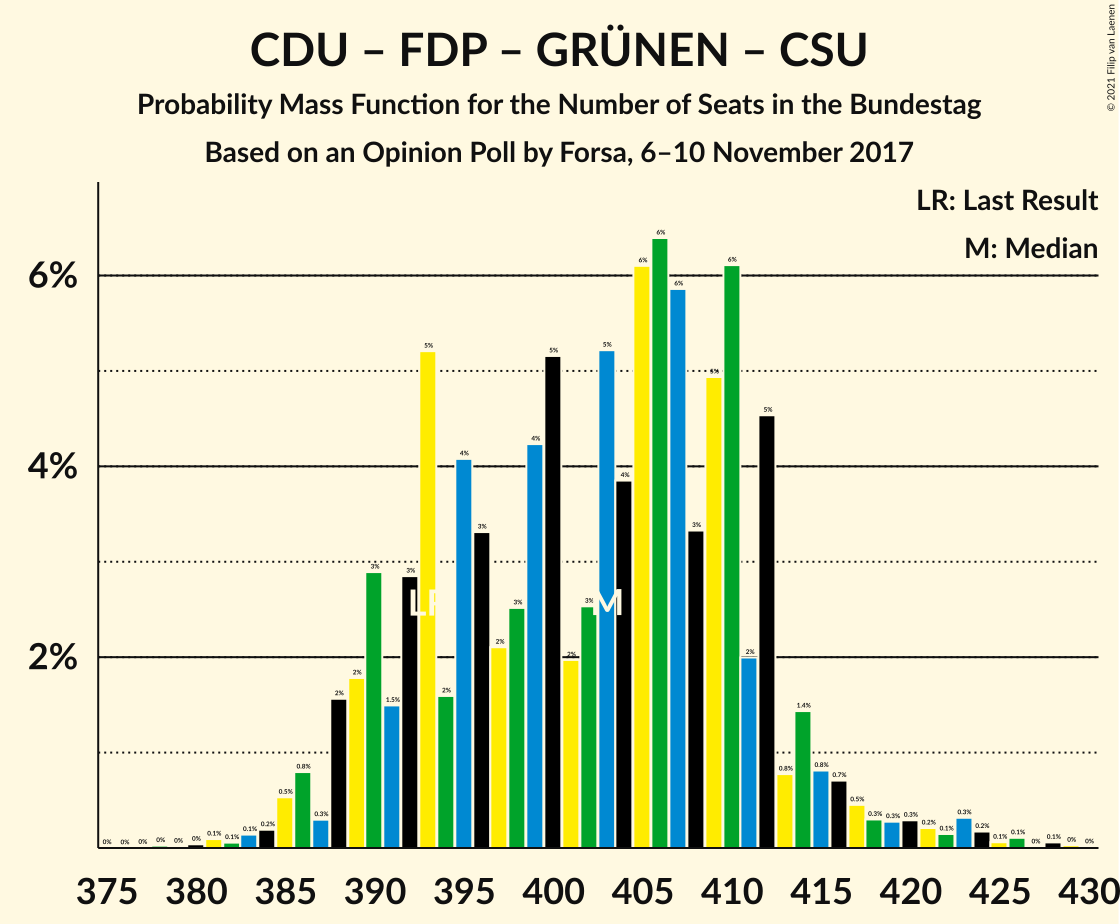 CDU – FDP – GRÜNEN – CSU
Probability Mass Function for the Number of Seats in the Bundestag
Based on an Opinion Poll by Forsa, 6–10 November 2017
© 2021 Filip van Laenen
LR: Last Result
M: Median
6%
4%
2%
0% 0% 0% 0% 0% 0% 0.1% 0.1% 0.1% 0.2% 0.5% 0.8% 0.3% 2% 2% 3% 1.5% 3% 5% 2% 4% 3% 2% 3% 4% 5% 2% 3% 5% 4% 6% 6% 6% 3% 5% 6% 2% 5% 0.8% 1.4% 0.8% 0.7% 0.5% 0.3% 0.3% 0.3% 0.2% 0.1% 0.3% 0.2% 0.1% 0.1% 0% 0.1% 0% 0%
LR M
375 380 385 390 395 400 405 410 415 420 425 430